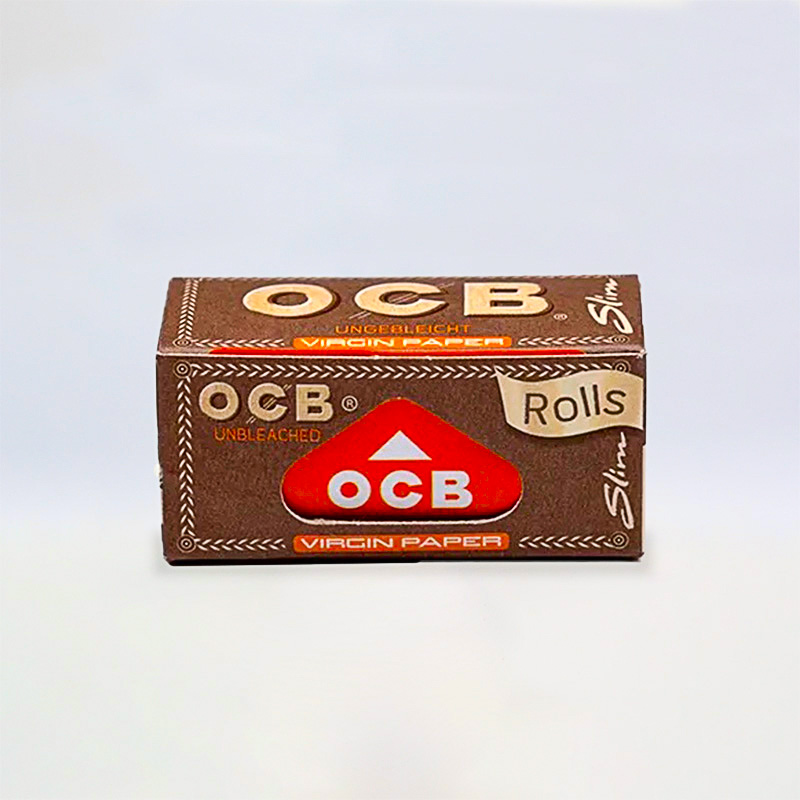 OCB®
UNGEBLEICHT
VIRGIN PAPER
Slim
OCB®
UNBLEACHED
Rolls
OCB
Slim
VIRGIN PAPER